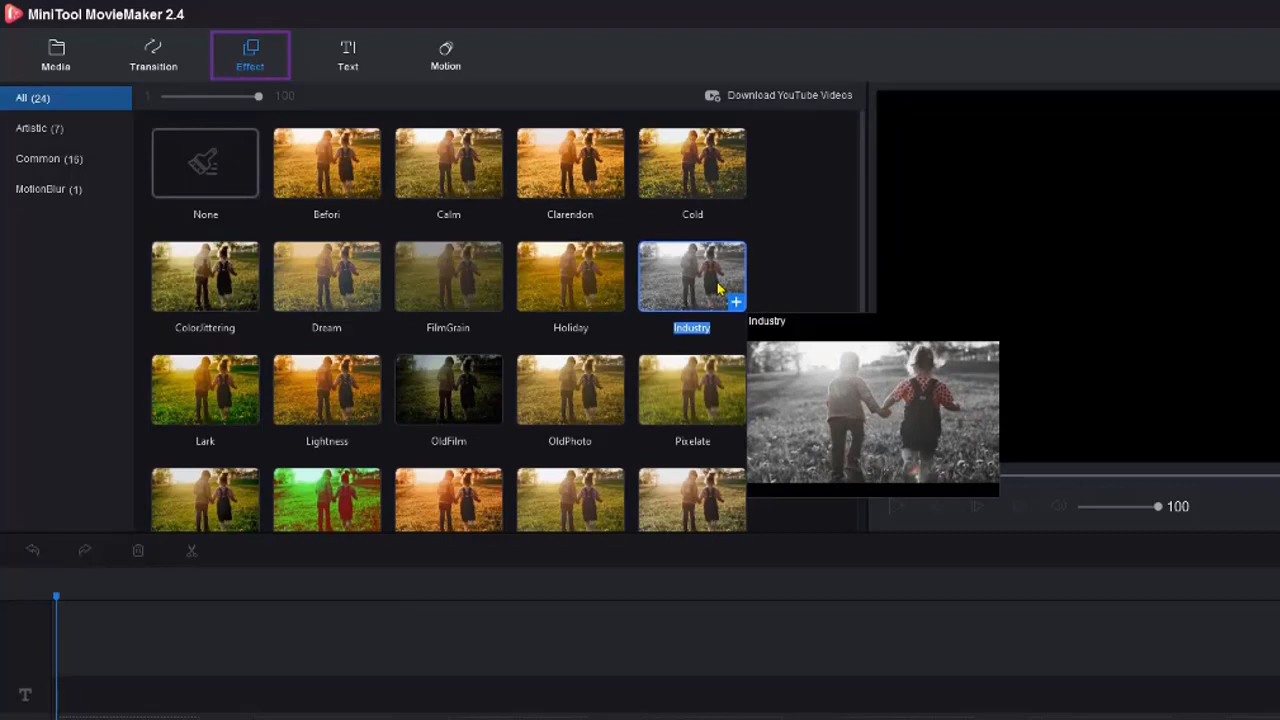 MiniTool MovieMaker 2.4
Media
Transition
Effect
Text
Motion
All (24)
1
100
Download YouTube Videos
Artistic (7)
Common (16)
MotionBlur (1)
None
Befori
Calm
Clarendon
Cold
ColorJittering
Dream
FilmGrain
Holiday
Industry
Industry
Lark
Lightness
OldFilm
OldPhoto
Pixelate
100
T